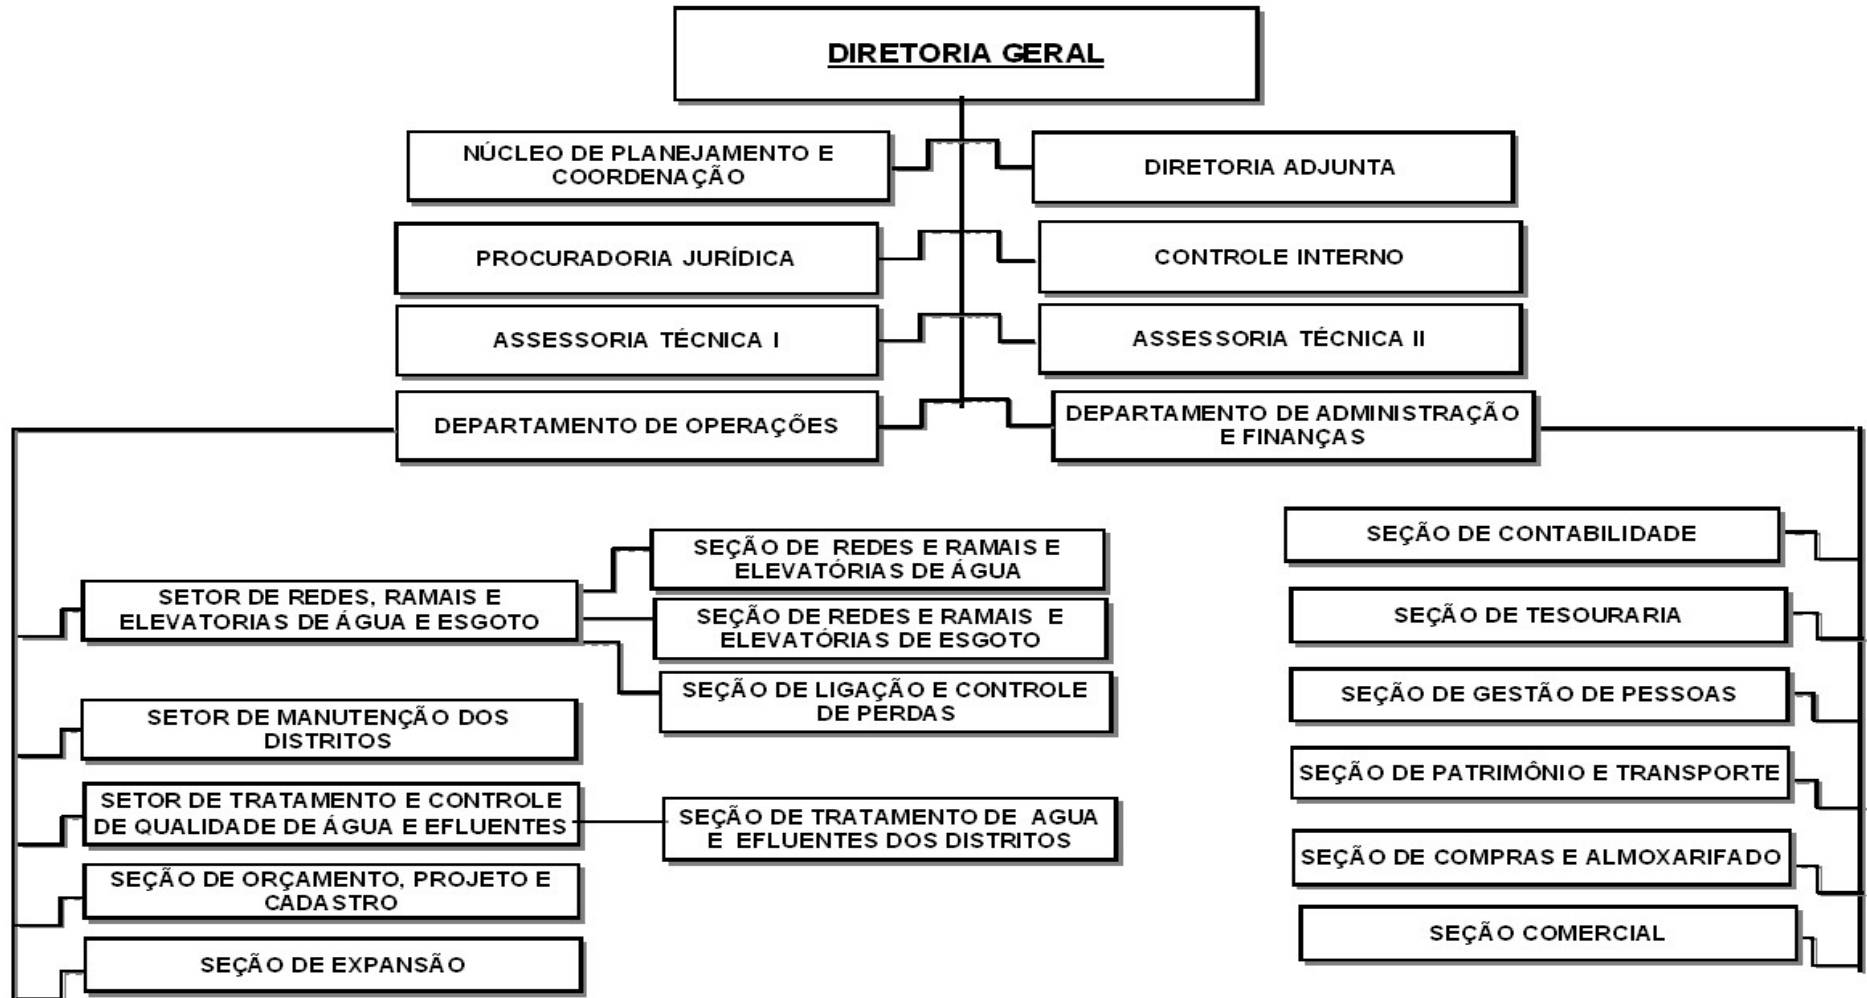 DIRETORIA GERAL
NÚCLEO DE PLANEJAMENTO E
COORDENAÇÃO
DIRETORIA ADJUNTA
PROCURADORIA JURÍDICA
CONTROLE INTERNO
ASSESSORIA TÉCNICA I
ASSESSORIA TÉCNICA II
DEPARTAMENTO DE OPERAÇÕES
DEPARTAMENTO DE ADMINISTRAÇÃO
E FINANÇAS
SETOR DE REDES, RAMAIS E
ELEVATORIAS DE ÁGUA E ESGOTO
SEÇÃO DE REDES E RAMAIS E
ELEVATÓRIAS DE ÁGUA
SEÇÃO DE REDES E RAMAIS E
ELEVATÓRIAS DE ESGOTO
SEÇÃO DE LIGAÇÃO E CONTROLE
DE PERDAS
SETOR DE MANUTENÇÃO DOS
DISTRITOS
SETOR DE TRATAMENTO E CONTROLE
DE QUALIDADE DE ÁGUA E EFLUENTES
SEÇÃO DE TRATAMENTO DE AGUA
E EFLUENTES DOS DISTRITOS
SEÇÃO DE ORÇAMENTO, PROJETO E
CADASTRO
SEÇÃO DE EXPANSÃO
SEÇÃO DE CONTABILIDADE
SEÇÃO DE TESOURARIA
SEÇÃO DE GESTÃO DE PESSOAS
SEÇÃO DE PATRIMÔNIO E TRANSPORTE
SEÇÃO DE COMPRAS E ALMOXARIFADO
SEÇÃO COMERCIAL